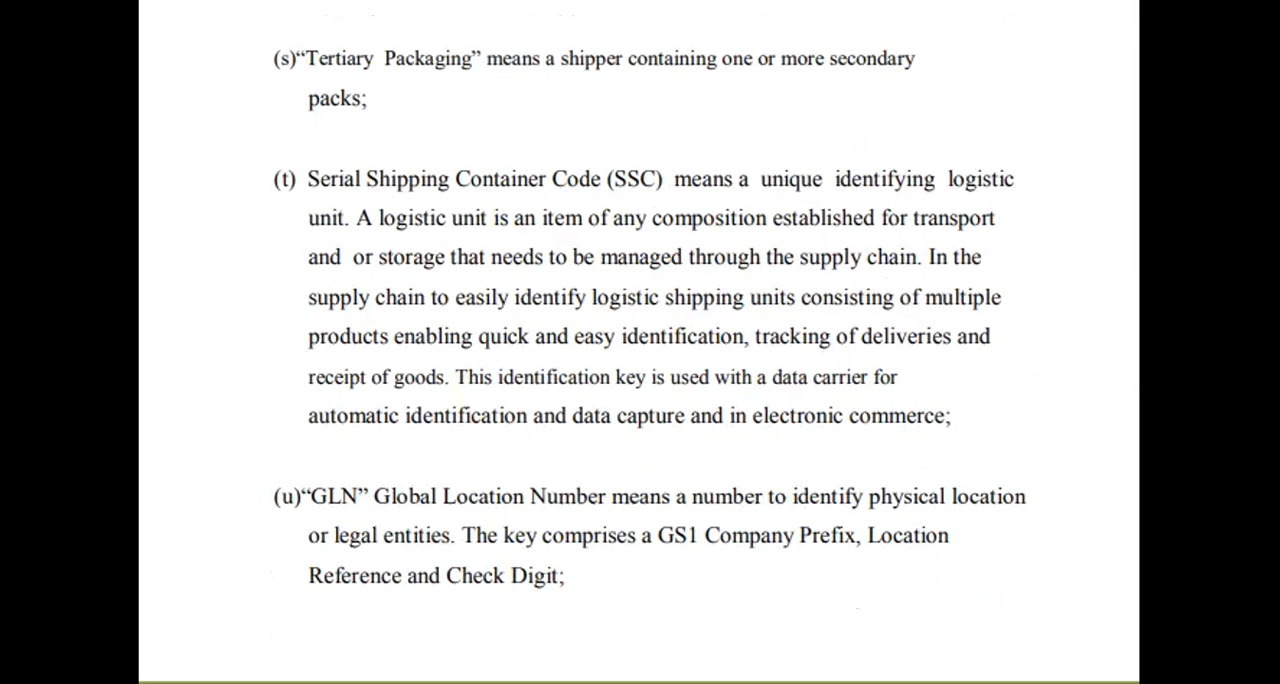 (s)“Tertiary Packaging” means a shipper containing one or more secondary
packs;
(t) Serial Shipping Container Code (SSC) means a unique identifying logistic
unit. A logistic unit is an item of any composition established for transport
and or storage that needs to be managed through the supply chain. In the
supply chain to easily identify logistic shipping units consisting of multiple
products enabling quick and easy identification, tracking of deliveries and
receipt of goods. This identification key is used with a data carrier for
automatic identification and data capture and in electronic commerce;
(u)“GLN” Global Location Number means a number to identify physical location
or legal entities. The key comprises a GS1 Company Prefix, Location
Reference and Check Digit;